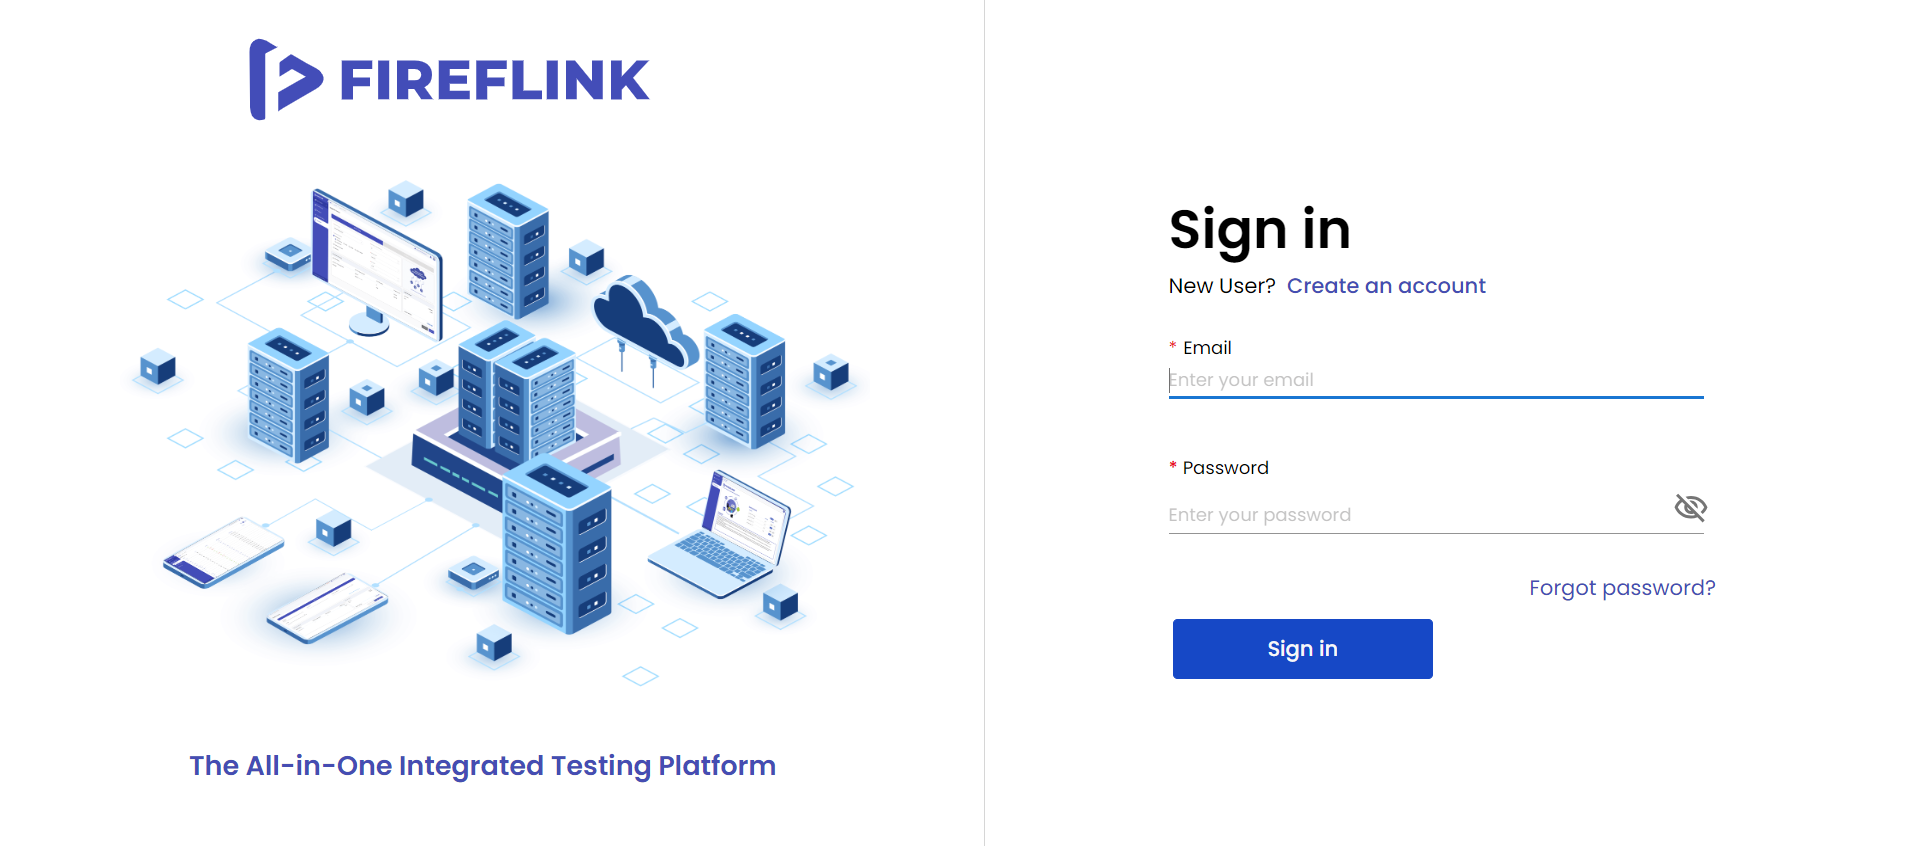 FIREFLINK
The All-in-One Integrated Testing Platform
Sign in
New User? Create an account
* Email
Enter your email
* Password
Enter your password
Forgot password?
Sign in